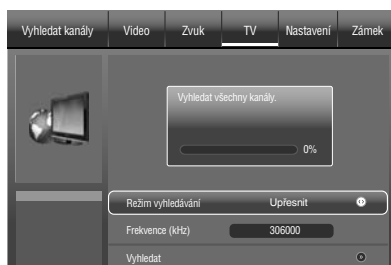 Vyhledat kanály Video Zvuk TV Nastavení Zámek
Vyhledat všechny kanály.
0%
Režim vyhledávání Upřesnit
Frekvence (kHz) 306000
Vyhledat